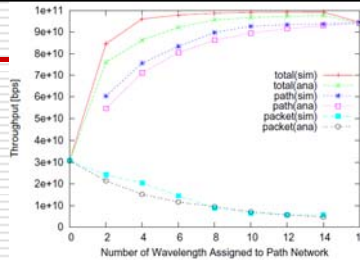 1e+11
9e+10
8e+10
7e+10
6e+10
5e+10
4e+10
3e+10
2e+10
1e+10
0
Throughput [bps]
total(sim)
total(ana)
path(sim)
path(ana)
packet(sim)
packet(ana)
0 2 4 6 8 10 12 14
Number of Wavelength Assigned to Path Network